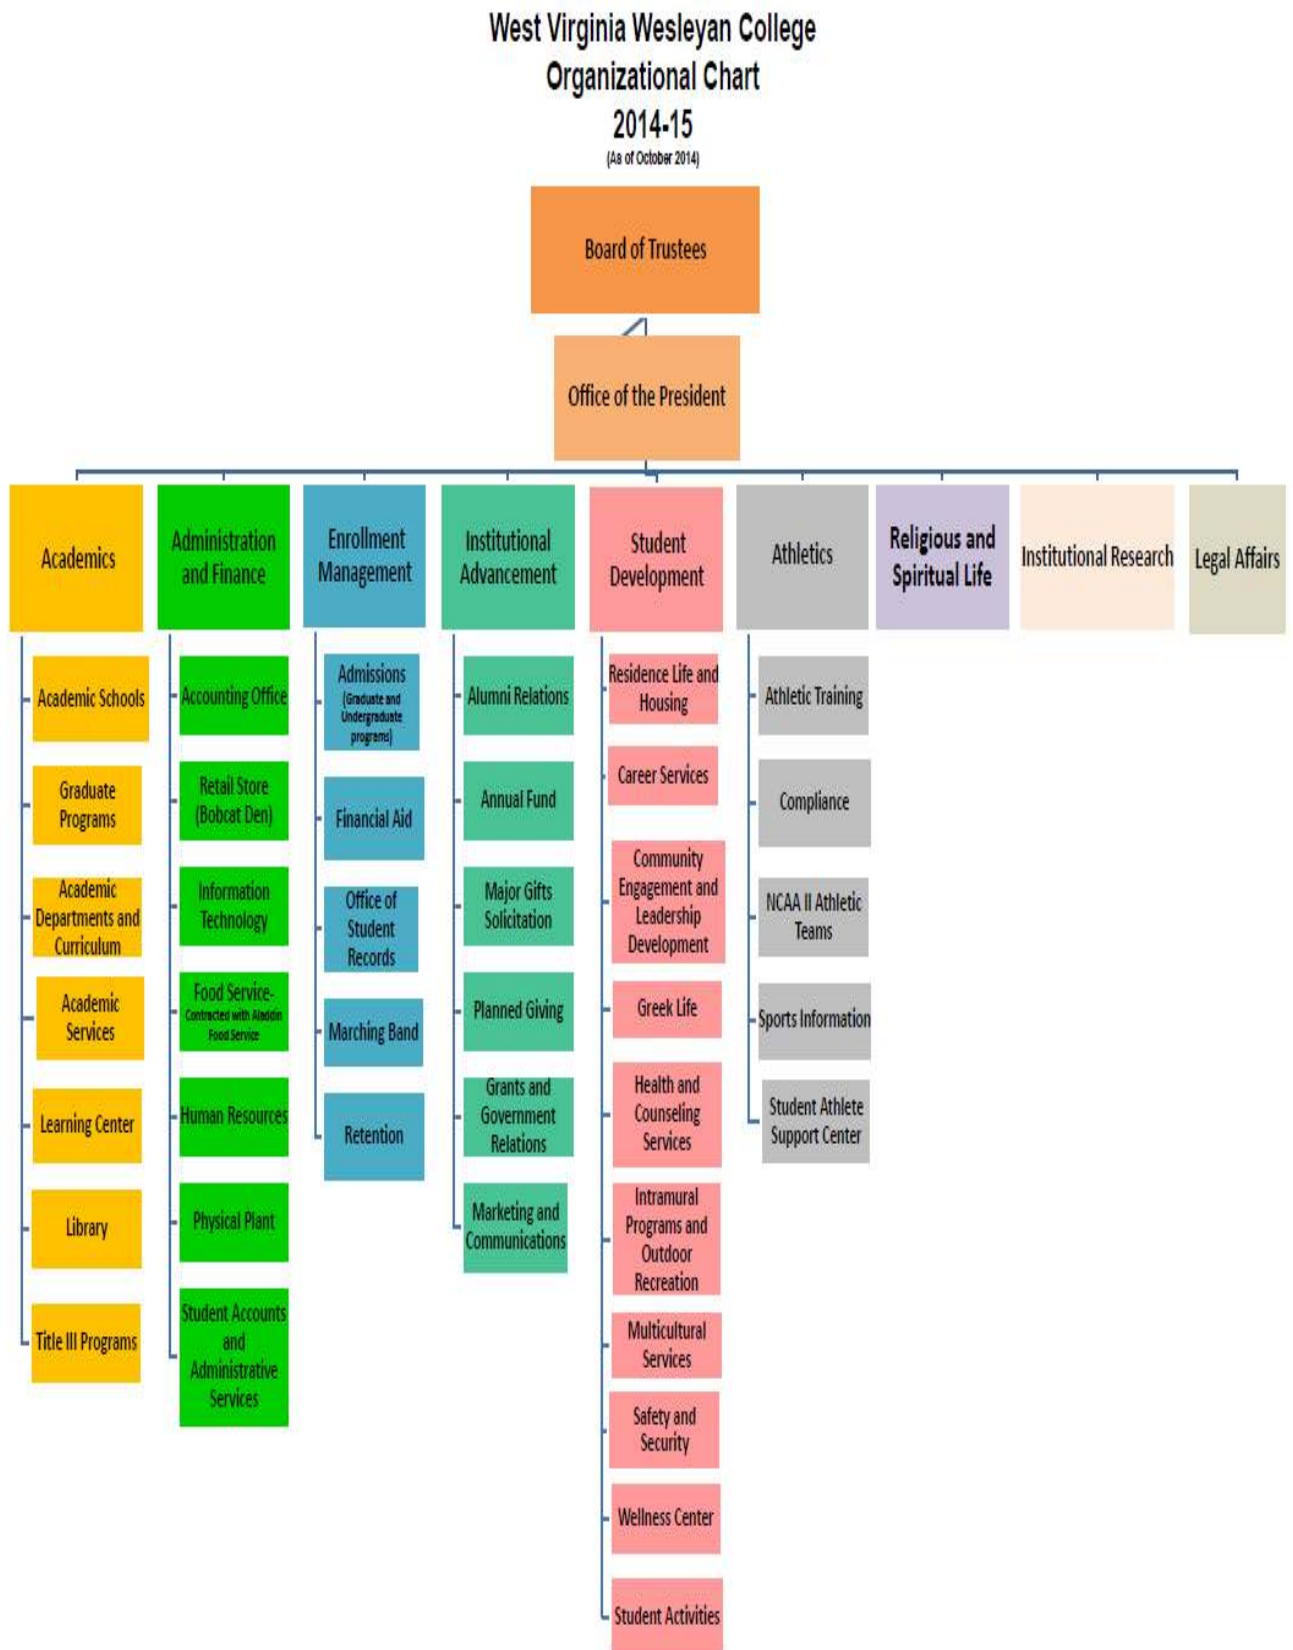 West Virginia Wesleyan College
Organizational Chart
2014-15
(As of October 2014)
Board of Trustees
Office of the President
Academics
Administration
and Finance
Enrollment
Management
Institutional
Advancement
Student
Development
Athletics
Religious and
Spiritual Life
Institutional Research
Legal Affairs
Academic Schools
Graduate
Programs
Academic
Departments and
Curriculum
Academic
Services
Learning Center
Library
Title III Programs
Accounting Office
Retail Store
(Bobcat Den)
Information
Technology
Food Service-
Contracted with Aladdin
Food Service
Human Resources
Physical Plant
Student Accounts
and
Administrative
Services
Admissions
(Graduate and
Undergraduate
programs)
Financial Aid
Office of
Student
Records
Marching Band
Retention
Alumni Relations
Annual Fund
Major Gifts
Solicitation
Planned Giving
Grants and
Government
Relations
Marketing and
Communications
Residence Life and
Housing
Career Services
Community
Engagement and
Leadership
Development
Greek Life
Health and
Counseling
Services
Intramural
Programs and
Outdoor
Recreation
Multicultural
Services
Safety and
Security
Wellness Center
Student Activities
Athletic Training
Compliance
NCAA II Athletic
Teams
Sports Information
Student Athlete
Support Center